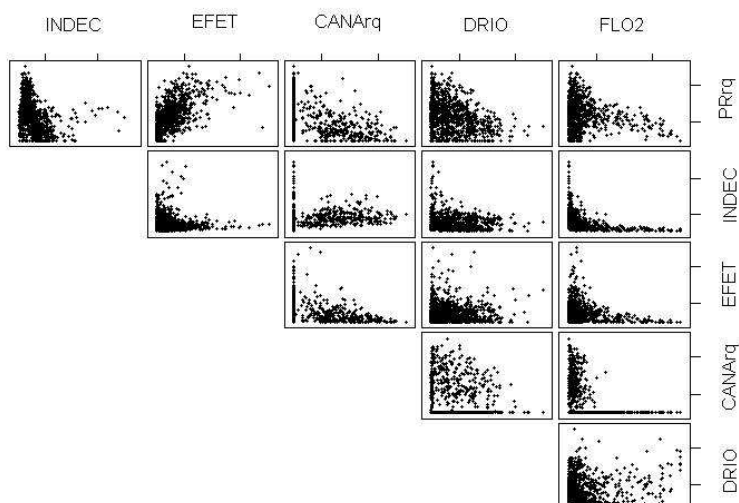 INDEC EFET CANArq DRIO FLO2
PRrq
INDEC
EFET
CANArq
DRIO